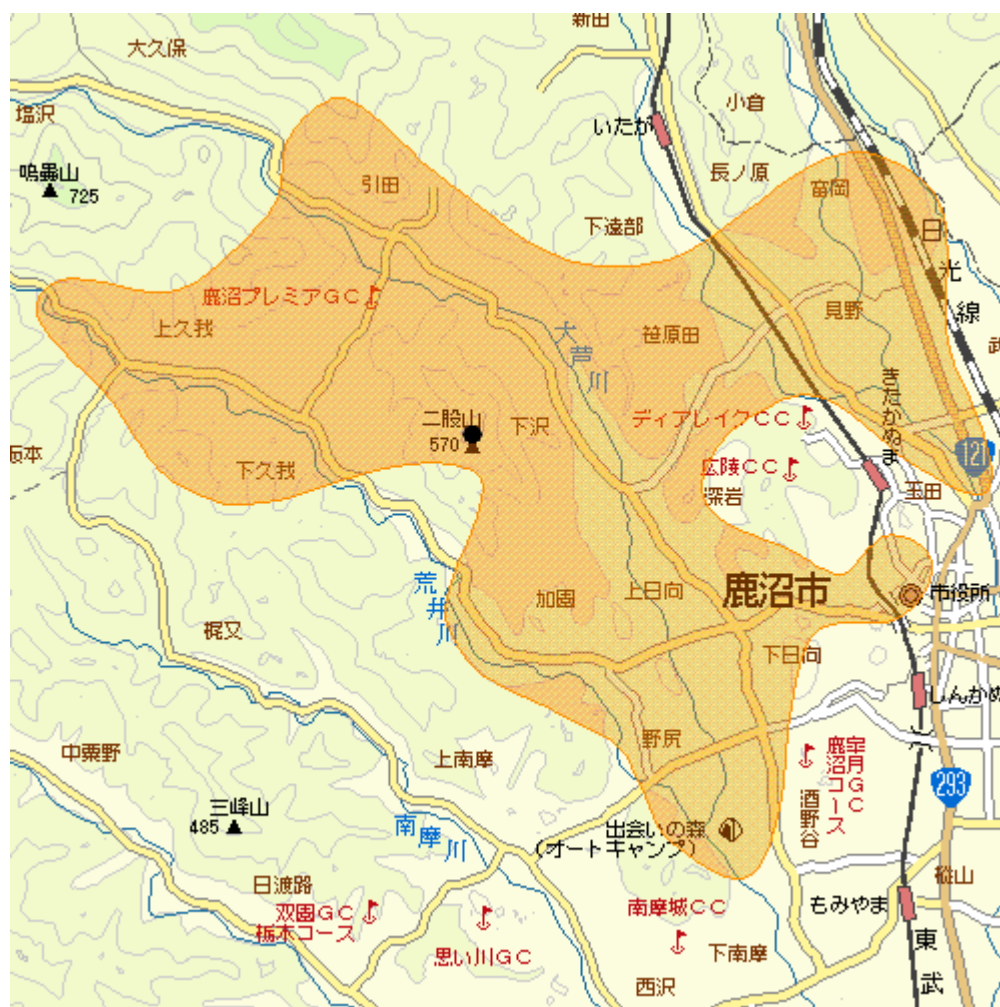 新田
大久保
小倉
塩沢
いたが
長ノ原
鳴蟲山
725
引田
富岡
下遠部
日光線
鹿沼プレミアGC
上久我
見野
笹原田
大芦川
きたかぬま
二股山
570
下沢
ディアレイクCC
下久我
広陵CC
深岩
121
玉田
荒井川
加園
上日向
鹿沼市
市役所
梶又
下日向
しんかぬ
中粟野
上南摩
野尻
皐月GC
鹿沼コース
293
三峰山
485
南摩川
出会いの森
(オートキャンプ)
酒野谷
日渡路
樅山
双園GC
栃木コース
南摩城CC
もみやま
思い川GC
下南摩
東武
西沢